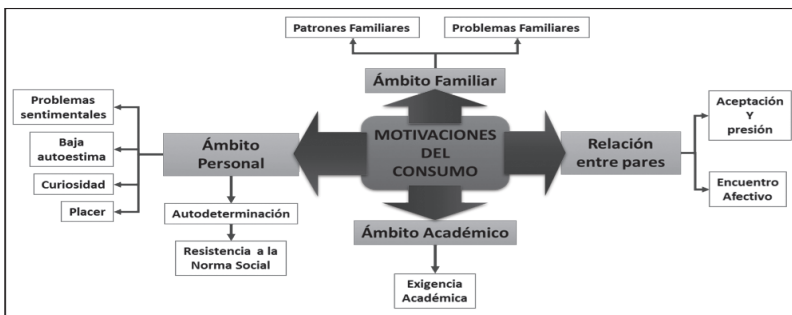 Patrones Familiares
Problemas Familiares
Ámbito Familiar
Problemas
sentimentales
Baja
autoestima
Curiosidad
Placer
Ámbito
Personal
Autodeterminación
Resistencia a la
Norma Social
MOTIVACIONES
DEL
CONSUMO
Relación
entre pares
Aceptación
Y
presión
Encuentro
Afectivo
Ámbito Académico
Exigencia
Académica